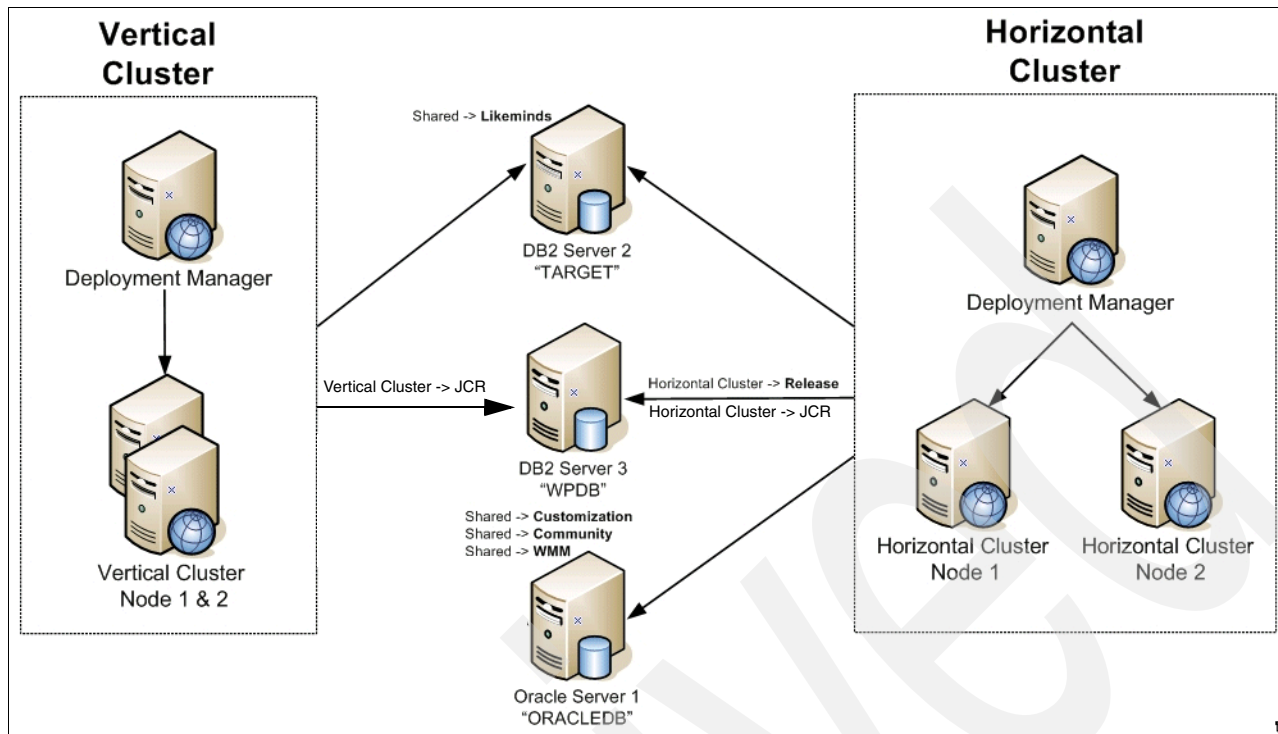 Vertical
Cluster
Horizontal
Cluster
Shared -> Likeminds
Deployment Manager
DB2 Server 2
“TARGET”
Deployment Manager
Vertical Cluster -> JCR
Horizontal Cluster -> Release
Horizontal Cluster -> JCR
DB2 Server 3
“WPDB”
Shared -> Customization
Shared -> Community
Shared -> WMM
Vertical Cluster
Node 1 & 2
Horizontal Cluster
Node 1
Horizontal Cluster
Node 2
Oracle Server 1
“ORACLEDB”